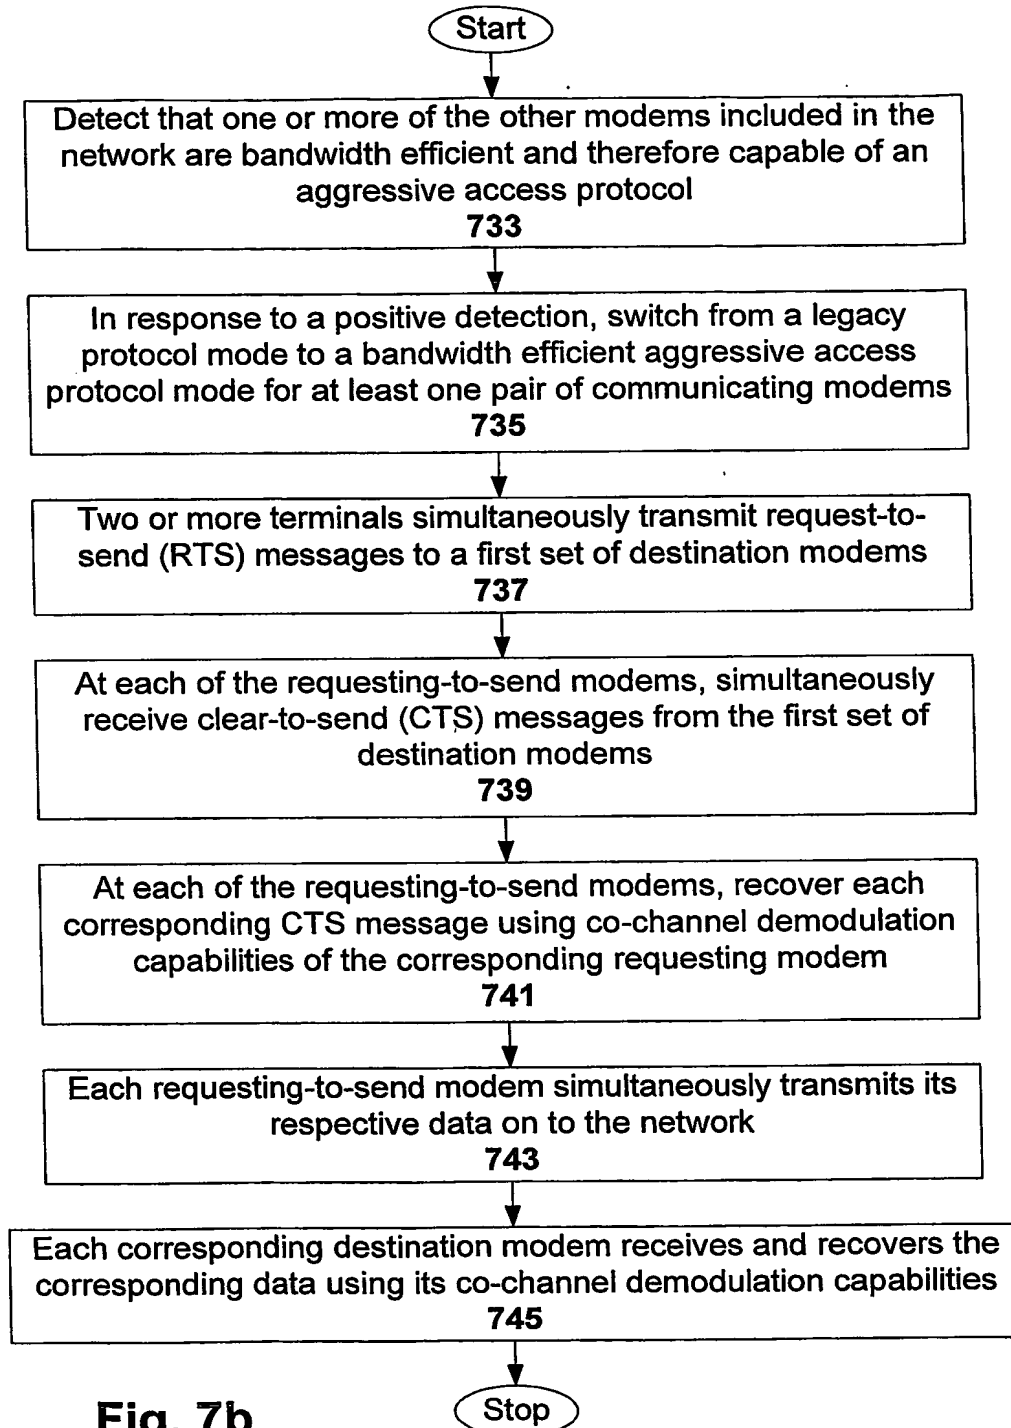 Start
Detect that one or more of the other modems included in the
network are bandwidth efficient and therefore capable of an
aggressive access protocol
733
In response to a positive detection, switch from a legacy
protocol mode to a bandwidth efficient aggressive access
protocol mode for at least one pair of communicating modems
735
Two or more terminals simultaneously transmit request-to-
send (RTS) messages to a first set of destination modems
737
At each of the requesting-to-send modems, simultaneously
receive clear-to-send (CTS) messages from the first set of
destination modems
739
At each of the requesting-to-send modems, recover each
corresponding CTS message using co-channel demodulation
capabilities of the corresponding requesting modem
741
Each requesting-to-send modem simultaneously transmits its
respective data on to the network
743
Each corresponding destination modem receives and recovers the
corresponding data using its co-channel demodulation capabilities
745
Stop
Fig. 7b